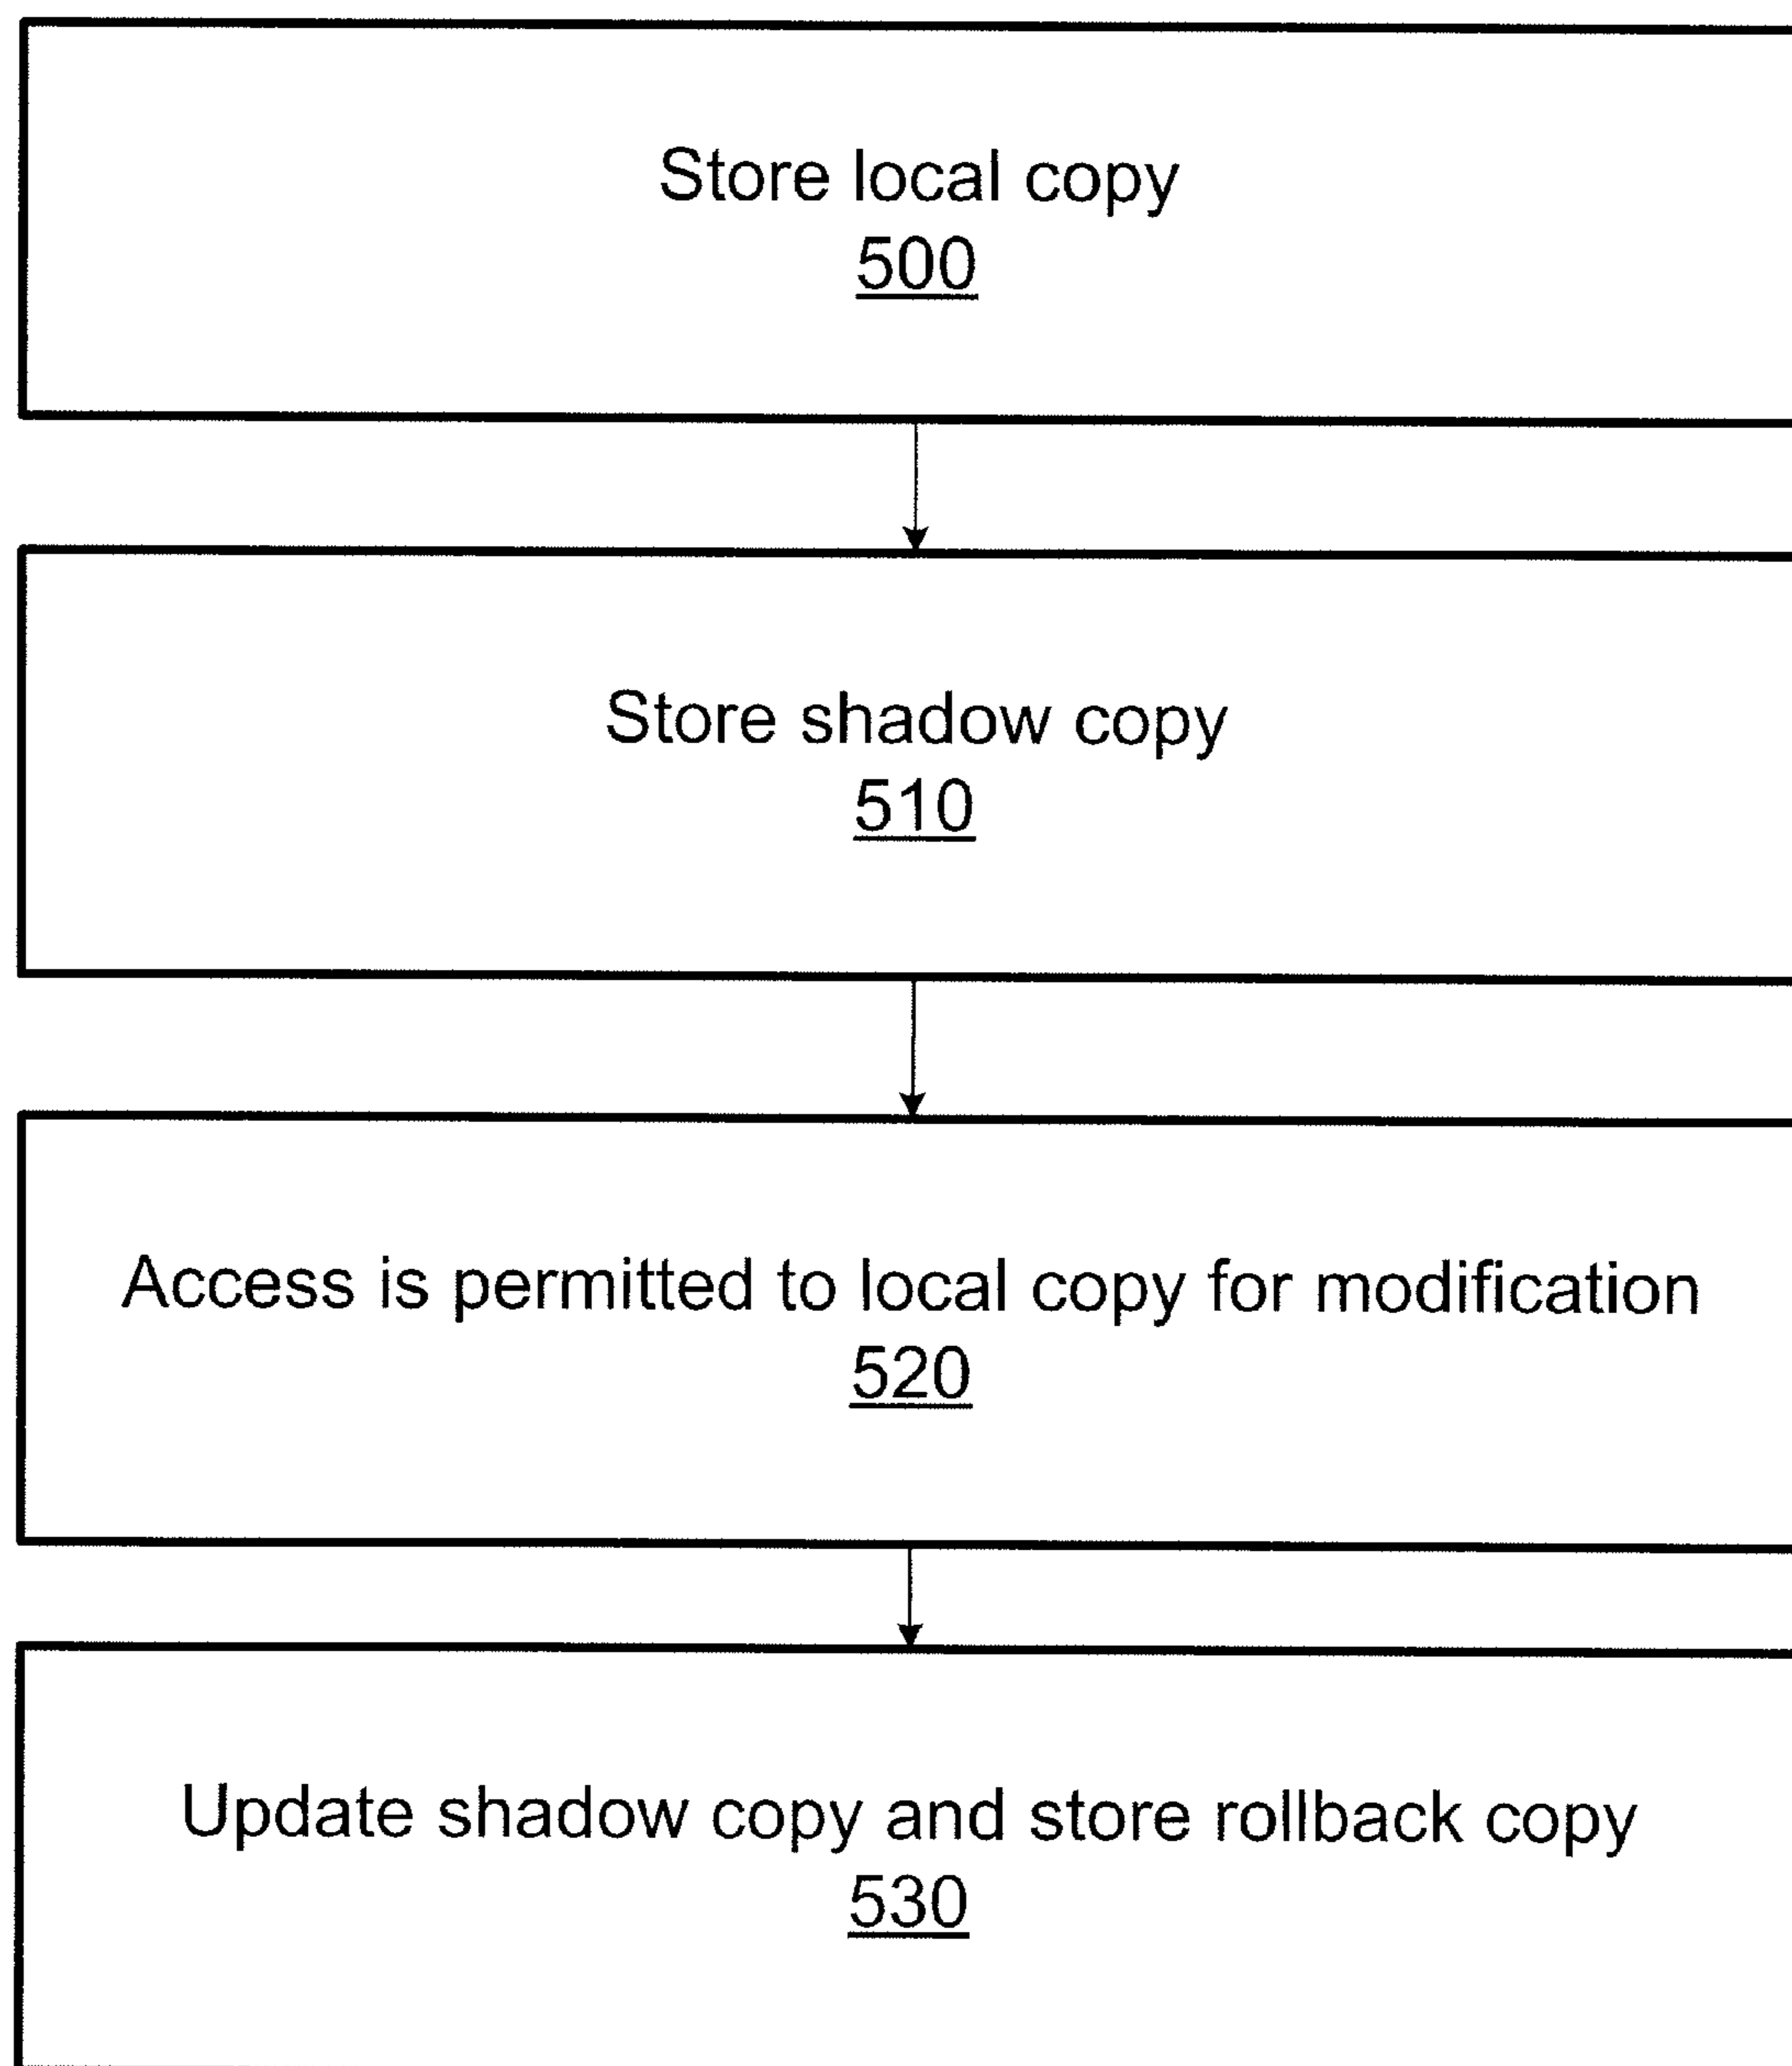 Store local copy
500
Store shadow copy
510
Access is permitted to local copy for modification
520
Update shadow copy and store rollback copy
530